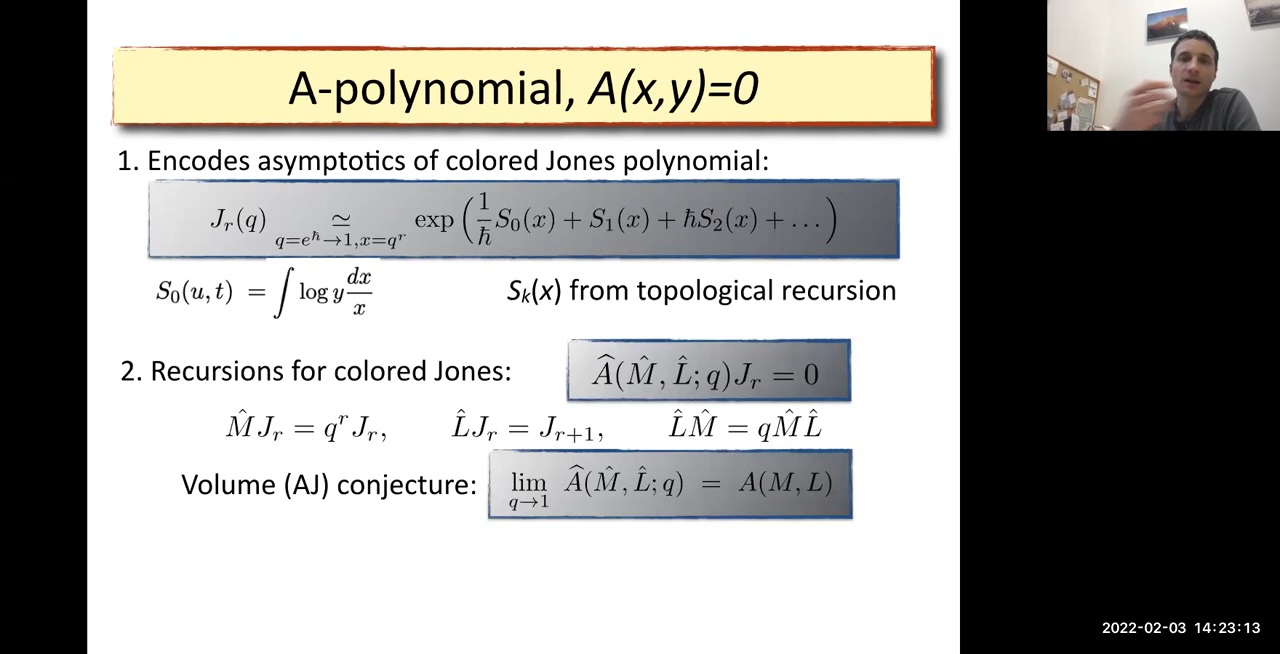 A-polynomial, A(x,y)=0
1. Encodes asymptotics of colored Jones polynomial:
J_r(q) ≃_{q=e^ℏ→1, x=q^r} exp(1/ℏ S_0(x) + S_1(x) + ℏS_2(x) + ...)
S_0(u,t) = ∫ log y dx/x    S_k(x) from topological recursion
2. Recursions for colored Jones: Â(M̂, L̂; q)J_r = 0
M̂J_r = q^r J_r,    L̂J_r = J_{r+1},    L̂M̂ = qM̂L̂
Volume (AJ) conjecture: lim_{q→1} Â(M̂, L̂; q) = A(M, L)
2022-02-03 14:23:13